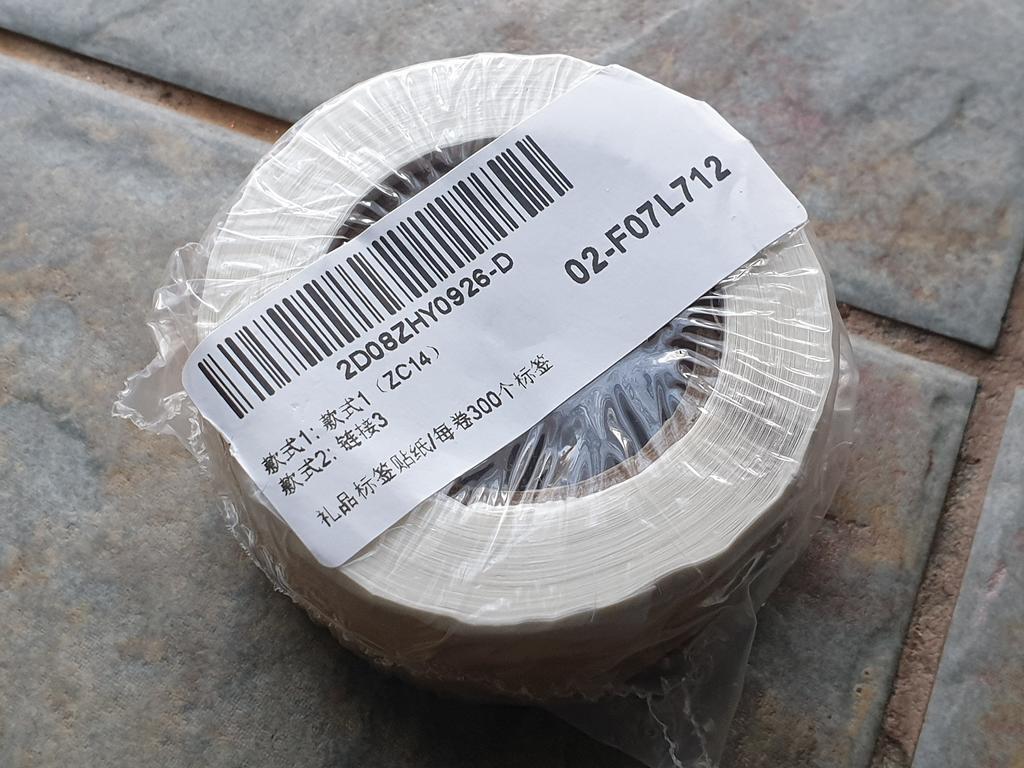 2D08ZHY0926-D
02-F07L712
款式1: 款式1（ZC14）
款式2: 链接3
礼品标签贴纸/每卷300个标签